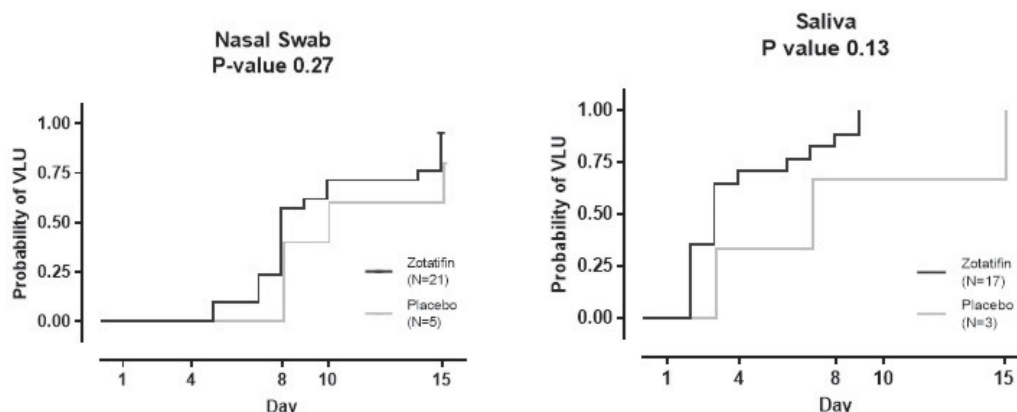 Nasal Swab
P-value 0.27
Probability of VLU
1.00
0.75
0.50
0.25
0.00
Zotatifin
(N=21)
Placebo
(N=5)
1 4 8 10 15
Day
Saliva
P value 0.13
Probability of VLU
1.00
0.75
0.50
0.25
0.00
Zotatifin
(N=17)
Placebo
(N=3)
1 4 8 10 15
Day